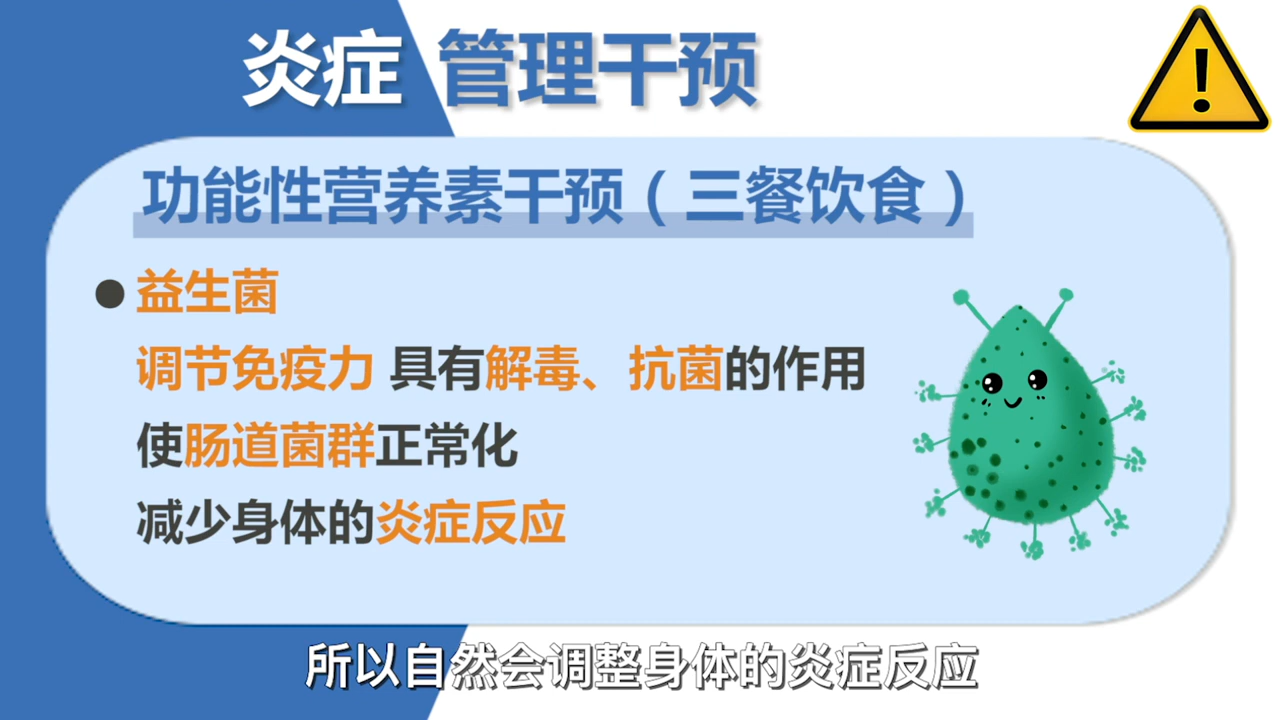 炎症 管理干预
功能性营养素干预（三餐饮食）
● 益生菌
调节免疫力 具有解毒、抗菌的作用
使肠道菌群正常化
减少身体的炎症反应
所以自然会调整身体的炎症反应